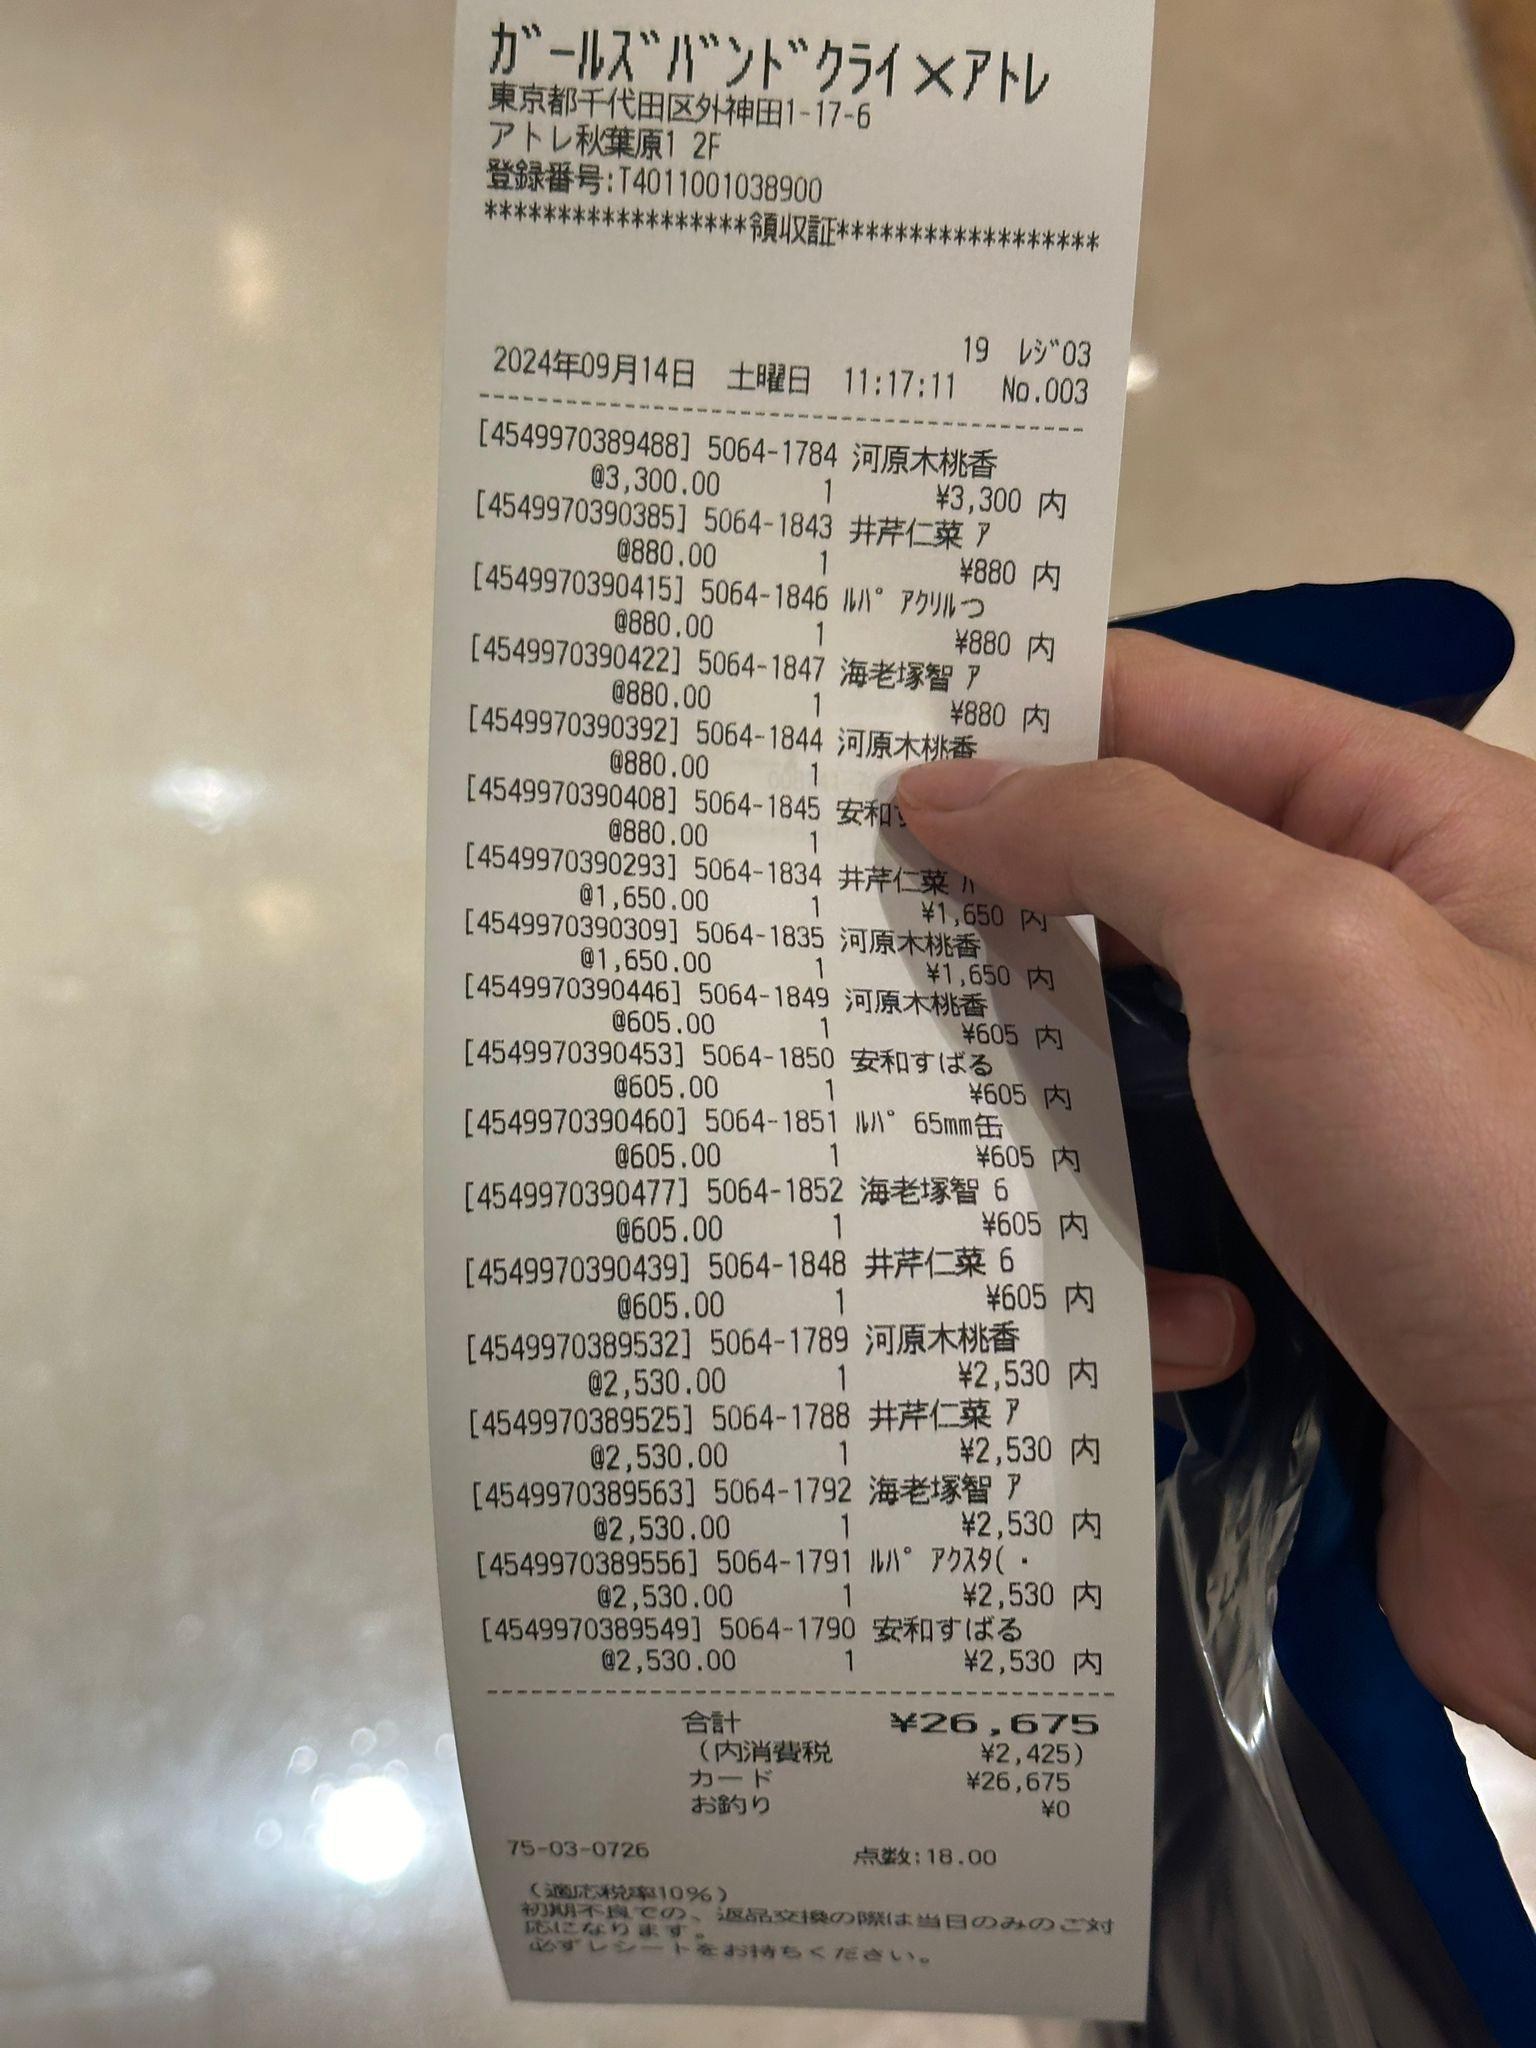 ｶﾞｰﾙｽﾞﾊﾞﾝﾄﾞｸﾗｲ×ｱﾄﾚ
東京都千代田区外神田1-17-6
アトレ秋葉原1 2F
登録番号:T4011001038900
******************領収証******************
19 ﾚｼﾞ03
2024年09月14日 土曜日 11:17:11 No.003
[4549970389488] 5064-1784 河原木桃香
@3,300.00 1 ¥3,300 内
[4549970390385] 5064-1843 井芹仁菜 ｱ
@880.00 1 ¥880 内
[4549970390415] 5064-1846 ﾙﾊﾟ ｱｸﾘﾙつ
@880.00 1 ¥880 内
[4549970390422] 5064-1847 海老塚智 ｱ
@880.00 1 ¥880 内
[4549970390392] 5064-1844 河原木桃香
@880.00 1
[4549970390408] 5064-1845 安和す
@880.00 1
[4549970390293] 5064-1834 井芹仁菜
@1,650.00 1 ¥1,650 内
[4549970390309] 5064-1835 河原木桃香
@1,650.00 1 ¥1,650 内
[4549970390446] 5064-1849 河原木桃香
@605.00 1 ¥605 内
[4549970390453] 5064-1850 安和すばる
@605.00 1 ¥605 内
[4549970390460] 5064-1851 ﾙﾊﾟ 65mm缶
@605.00 1 ¥605 内
[4549970390477] 5064-1852 海老塚智 6
@605.00 1 ¥605 内
[4549970390439] 5064-1848 井芹仁菜 6
@605.00 1 ¥605 内
[4549970389532] 5064-1789 河原木桃香
@2,530.00 1 ¥2,530 内
[4549970389525] 5064-1788 井芹仁菜 ｱ
@2,530.00 1 ¥2,530 内
[4549970389563] 5064-1792 海老塚智 ｱ
@2,530.00 1 ¥2,530 内
[4549970389556] 5064-1791 ﾙﾊﾟ ｱｸｽﾀ(・
@2,530.00 1 ¥2,530 内
[4549970389549] 5064-1790 安和すばる
@2,530.00 1 ¥2,530 内
合計 ¥26,675
(内消費税 ¥2,425)
カード ¥26,675
お釣り ¥0
75-03-0726 点数:18.00
(適応税率10%)
初期不良での、返品交換の際は当日のみのご対
応になります。
必ずレシートをお持ちください。